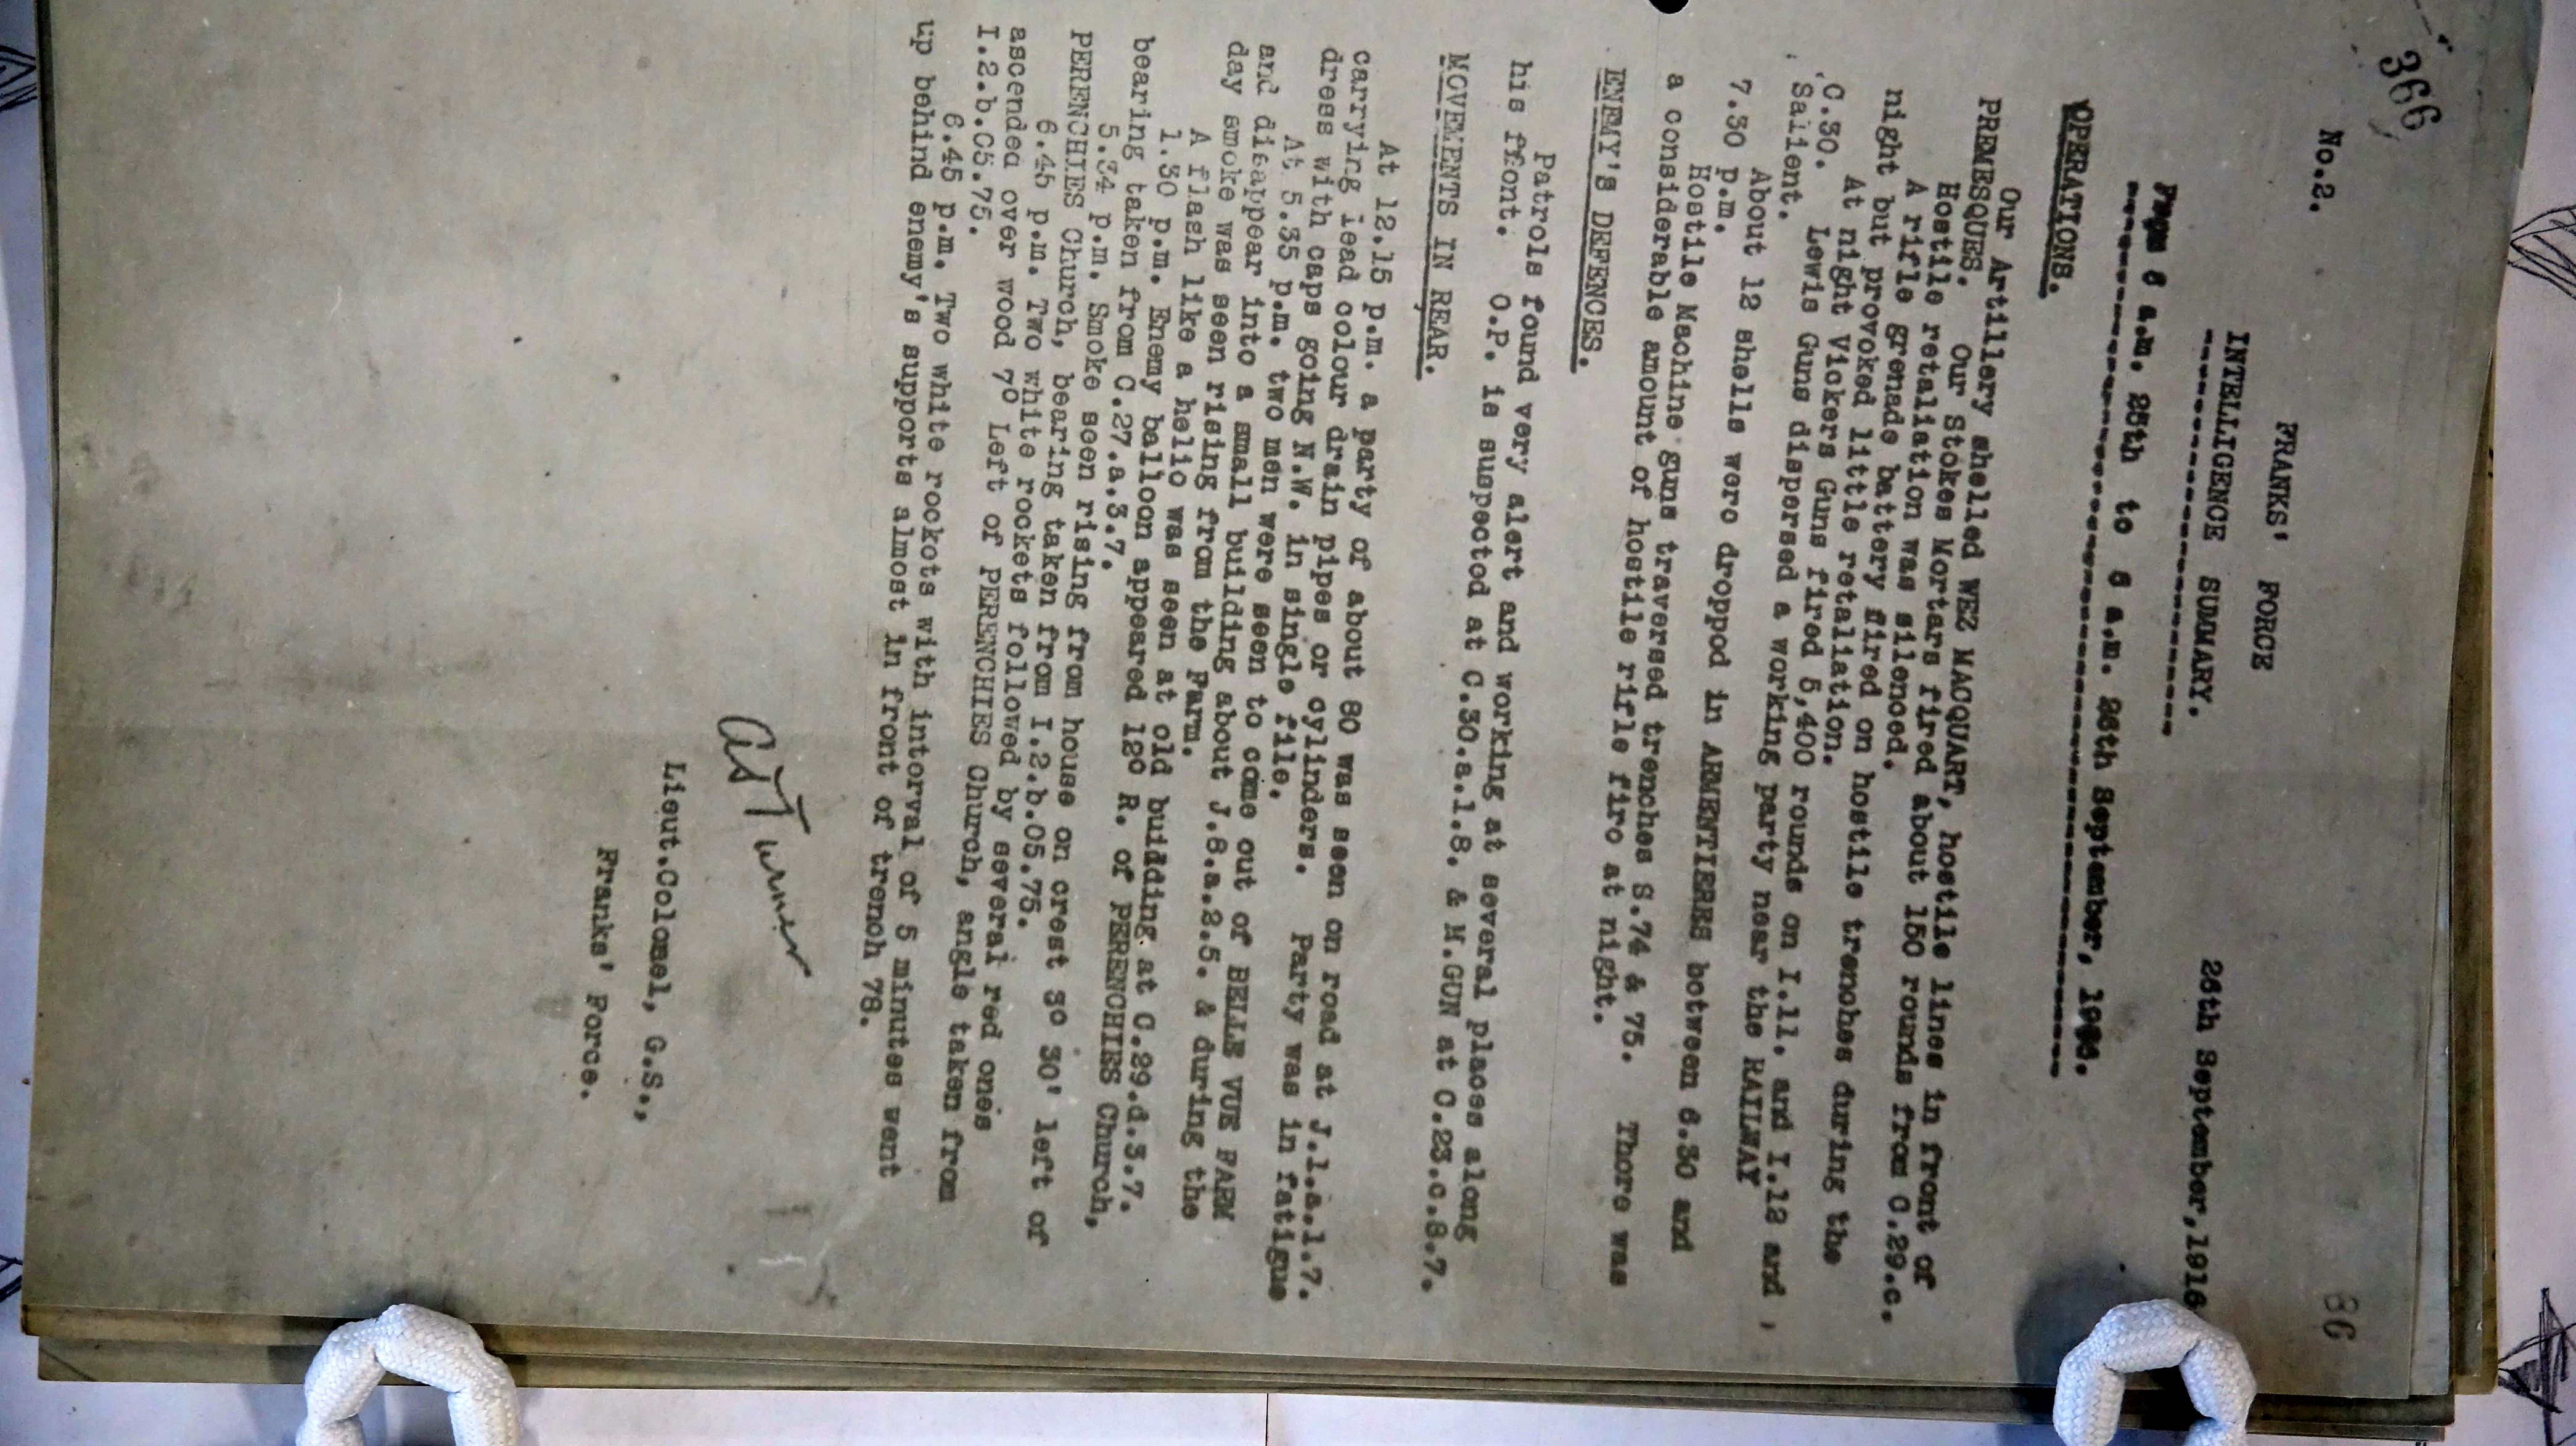 366
No.2.
86
FRANKS' FORCE
INTELLIGENCE SUMMARY.
26th September, 1916
From 6 a.m. 25th to 6 a.m. 26th September, 1916.
OPERATIONS.
Our Artillery shelled WEZ MACQUART, hostile lines in front of
PREMESQUES. Our Stokes Mortars fired about 150 rounds from C.29.c.
Hostile retaliation was silenced.
A rifle grenade battery fired on hostile trenches during the
night but provoked little retaliation.
At night Vickers Guns fired 5,400 rounds on I.11. and I.12 and
C.30. Lewis Guns dispersed a working party near the RAILWAY
Salient.
About 12 shells were dropped in ARMENTIERES between 6.30 and
7.30 p.m.
Hostile Machine guns traversed trenches S.74 & 75. There was
a considerable amount of hostile rifle fire at night.
ENEMY'S DEFENCES.
Patrols found very alert and working at several places along
his ffont. O.P. is suspected at C.30.a.1.8. & M.GUN at C.23.c.8.7.
MOVEMENTS IN REAR.
At 12.15 p.m. a party of about 80 was seen on road at J.1.a.1.7.
carrying lead colour drain pipes or cylinders. Party was in fatigue
dress with caps going N.W. in single file.
At 5.35 p.m. two men were seen to come out of BELLE VUE FARM
and disappear into a small building about J.8.a.2.5. & during the
day smoke was seen rising from the Farm.
A flash like a helio was seen at old buidding at C.29.d.3.7.
1.30 p.m. Enemy balloon appeared 12o R. of PERENCHIES Church,
bearing taken from C.27.a.3.7.
5.34 p.m. Smoke seen rising from house on crest 3o 30' left of
PERENCHIES Church, bearing taken from I.2.b.05.75.
6.45 p.m. Two white rockets followed by several red ones
ascended over wood 7o Left of PERENCHIES Church, angle taken from
I.2.b.05.75.
6.45 p.m. Two white rockets with interval of 5 minutes went
up behind enemy's supports almost in front of trench 78.
A J Turner
Lieut.Colonel, G.S.,
Franks' Force.